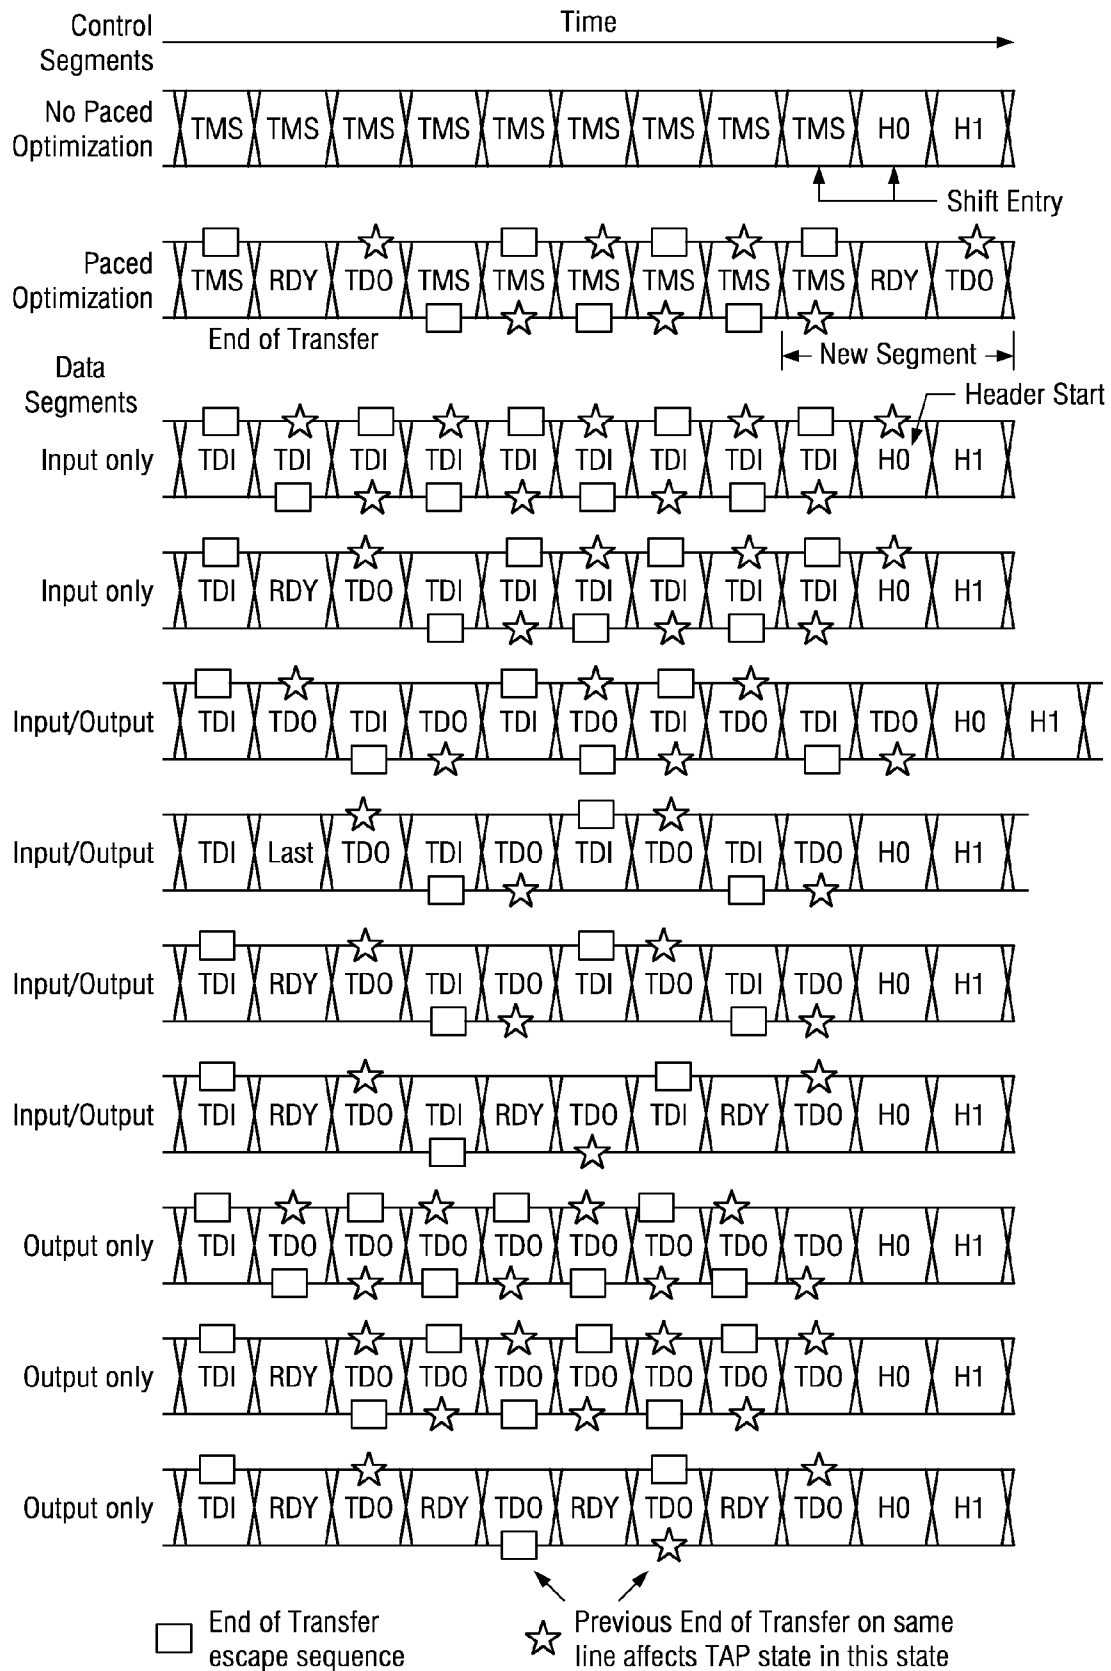 Control
Segments
Time
No Paced
Optimization
TMS TMS TMS TMS TMS TMS TMS TMS TMS H0 H1
Shift Entry
Paced
Optimization
TMS RDY TDO TMS TMS TMS TMS TMS TMS RDY TDO
End of Transfer
New Segment
Data
Segments
Header Start
Input only TDI TDI TDI TDI TDI TDI TDI TDI TDI H0 H1
Input only TDI RDY TDO TDI TDI TDI TDI TDI TDI H0 H1
Input/Output TDI TDO TDI TDO TDI TDO TDI TDO TDI TDO H0 H1
Input/Output TDI Last TDO TDI TDO TDI TDO TDI TDO H0 H1
Input/Output TDI RDY TDO TDI TDO TDI TDO TDI TDO H0 H1
Input/Output TDI RDY TDO TDI RDY TDO TDI RDY TDO H0 H1
Output only TDI TDO TDO TDO TDO TDO TDO TDO TDO H0 H1
Output only TDI RDY TDO TDO TDO TDO TDO TDO TDO H0 H1
Output only TDI RDY TDO RDY TDO RDY TDO RDY TDO H0 H1
End of Transfer
escape sequence
Previous End of Transfer on same
line affects TAP state in this state